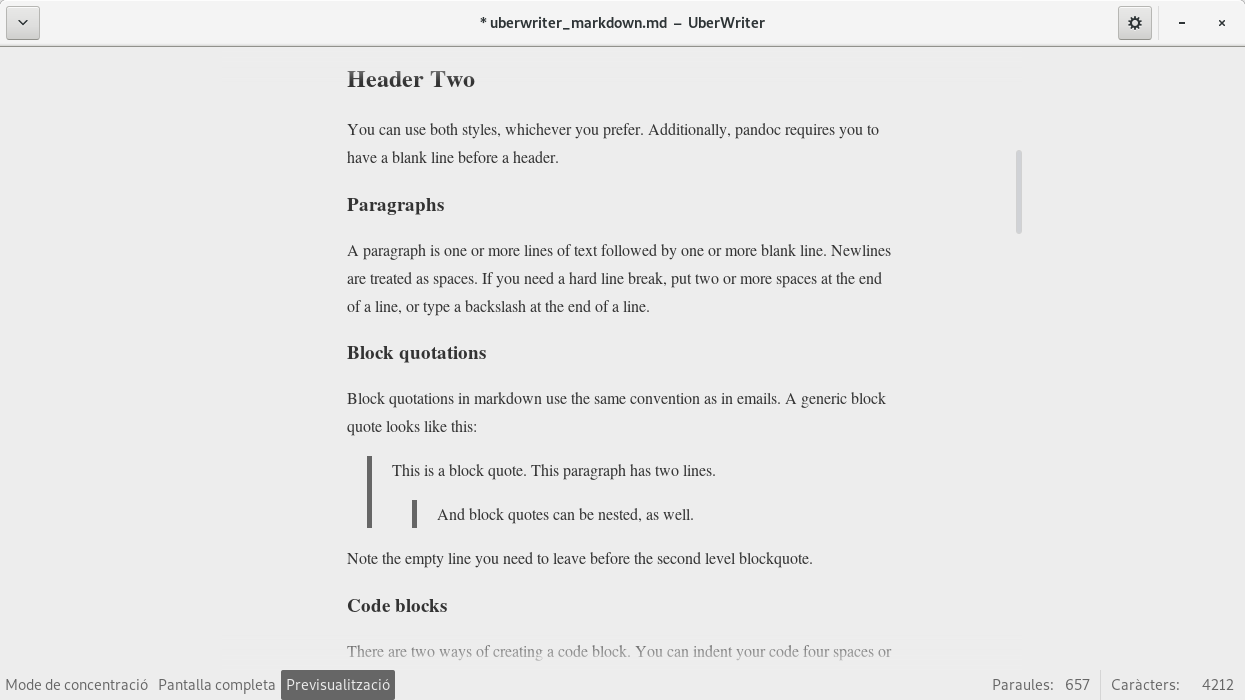 * uberwriter_markdown.md – UberWriter
Header Two
You can use both styles, whichever you prefer. Additionally, pandoc requires you to
have a blank line before a header.
Paragraphs
A paragraph is one or more lines of text followed by one or more blank line. Newlines
are treated as spaces. If you need a hard line break, put two or more spaces at the end
of a line, or type a backslash at the end of a line.
Block quotations
Block quotations in markdown use the same convention as in emails. A generic block
quote looks like this:
This is a block quote. This paragraph has two lines.
And block quotes can be nested, as well.
Note the empty line you need to leave before the second level blockquote.
Code blocks
There are two ways of creating a code block. You can indent your code four spaces or
Mode de concentració Pantalla completa Previsualització Paraules: 657 Caràcters: 4212